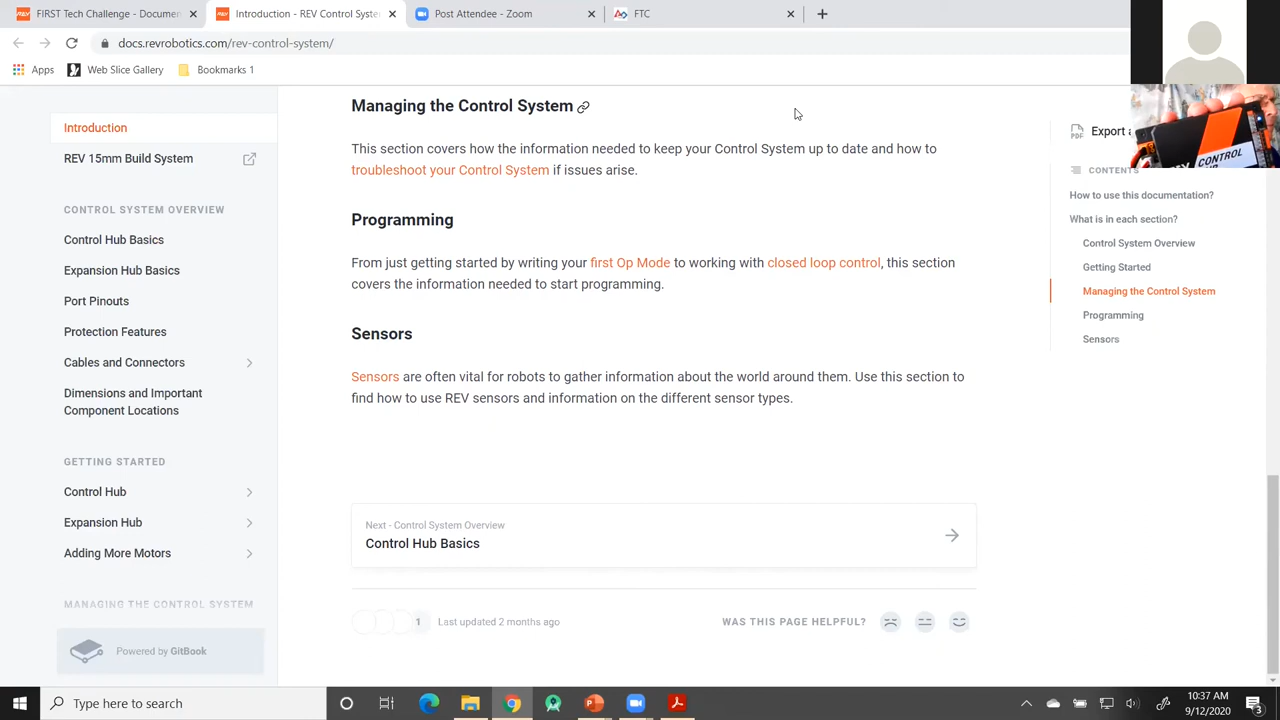 FIRST Tech Challenge - Documen
Introduction - REV Control Syste
Post Attendee - Zoom
FTC
docs.revrobotics.com/rev-control-system/
Apps
Web Slice Gallery
Bookmarks 1
Introduction
REV 15mm Build System
CONTROL SYSTEM OVERVIEW
Control Hub Basics
Expansion Hub Basics
Port Pinouts
Protection Features
Cables and Connectors
Dimensions and Important
Component Locations
GETTING STARTED
Control Hub
Expansion Hub
Adding More Motors
MANAGING THE CONTROL SYSTEM
Powered by GitBook
Managing the Control System
This section covers how the information needed to keep your Control System up to date and how to
troubleshoot your Control System if issues arise.
Programming
From just getting started by writing your first Op Mode to working with closed loop control, this section
covers the information needed to start programming.
Sensors
Sensors are often vital for robots to gather information about the world around them. Use this section to
find how to use REV sensors and information on the different sensor types.
Next - Control System Overview
Control Hub Basics
1
Last updated 2 months ago
WAS THIS PAGE HELPFUL?
PDF
Export a
CONTENTS
How to use this documentation?
What is in each section?
Control System Overview
Getting Started
Managing the Control System
Programming
Sensors
CONTROL
HUB
Type here to search
10:37 AM
9/12/2020
3